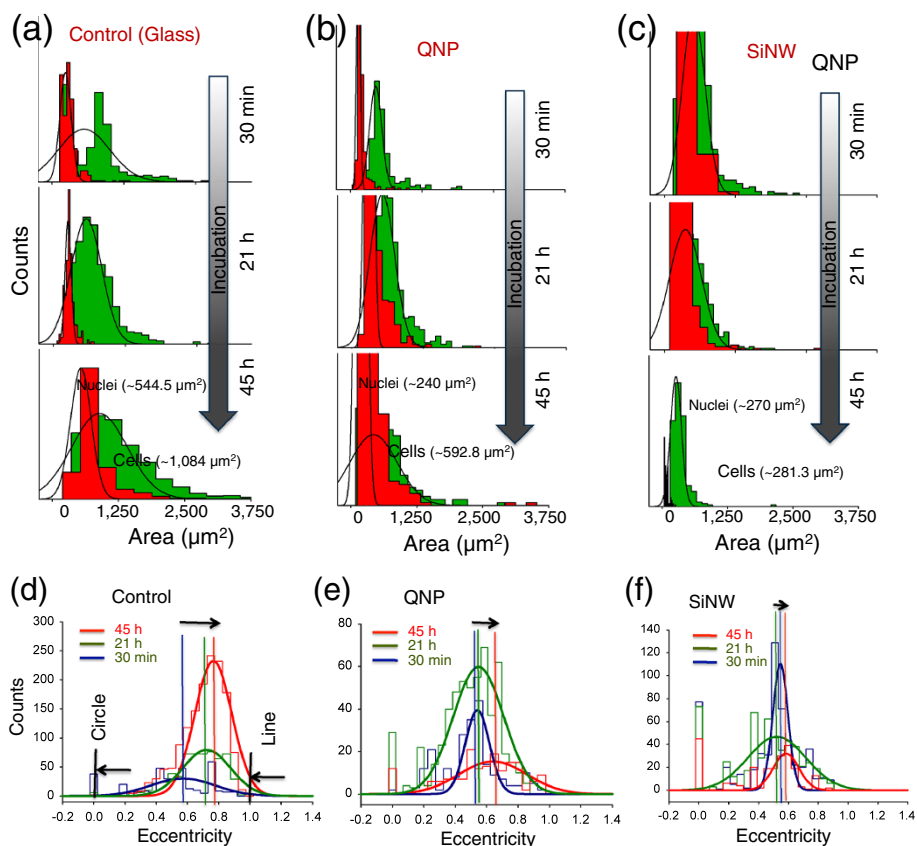 (a)
Control (Glass)
30 min
21 h
45 h
Incubation
Counts
Nuclei (~544.5 µm²)
Cells (~1,084 µm²)
0 1,250 2,500 3,750
Area (µm²)
(b)
QNP
30 min
21 h
45 h
Incubation
Nuclei (~240 µm²)
Cells (~592.8 µm²)
0 1,250 2,500 3,750
Area (µm²)
(c)
SiNW
QNP
30 min
21 h
45 h
Incubation
Nuclei (~270 µm²)
Cells (~281.3 µm²)
0 1,250 2,500 3,750
Area (µm²)
(d)
Control
45 h
21 h
30 min
Counts
300
250
200
150
100
50
0
Circle
Line
0.0 0.2 0.4 0.6 0.8 1.0 1.2 1.4
Eccentricity
(e)
QNP
45 h
21 h
30 min
80
60
40
20
0
0.0 0.2 0.4 0.6 0.8 1.0 1.2 1.4
Eccentricity
(f)
SiNW
45 h
21 h
30 min
140
120
100
80
60
40
20
0
0.0 0.2 0.4 0.6 0.8 1.0 1.2 1.4
Eccentricity